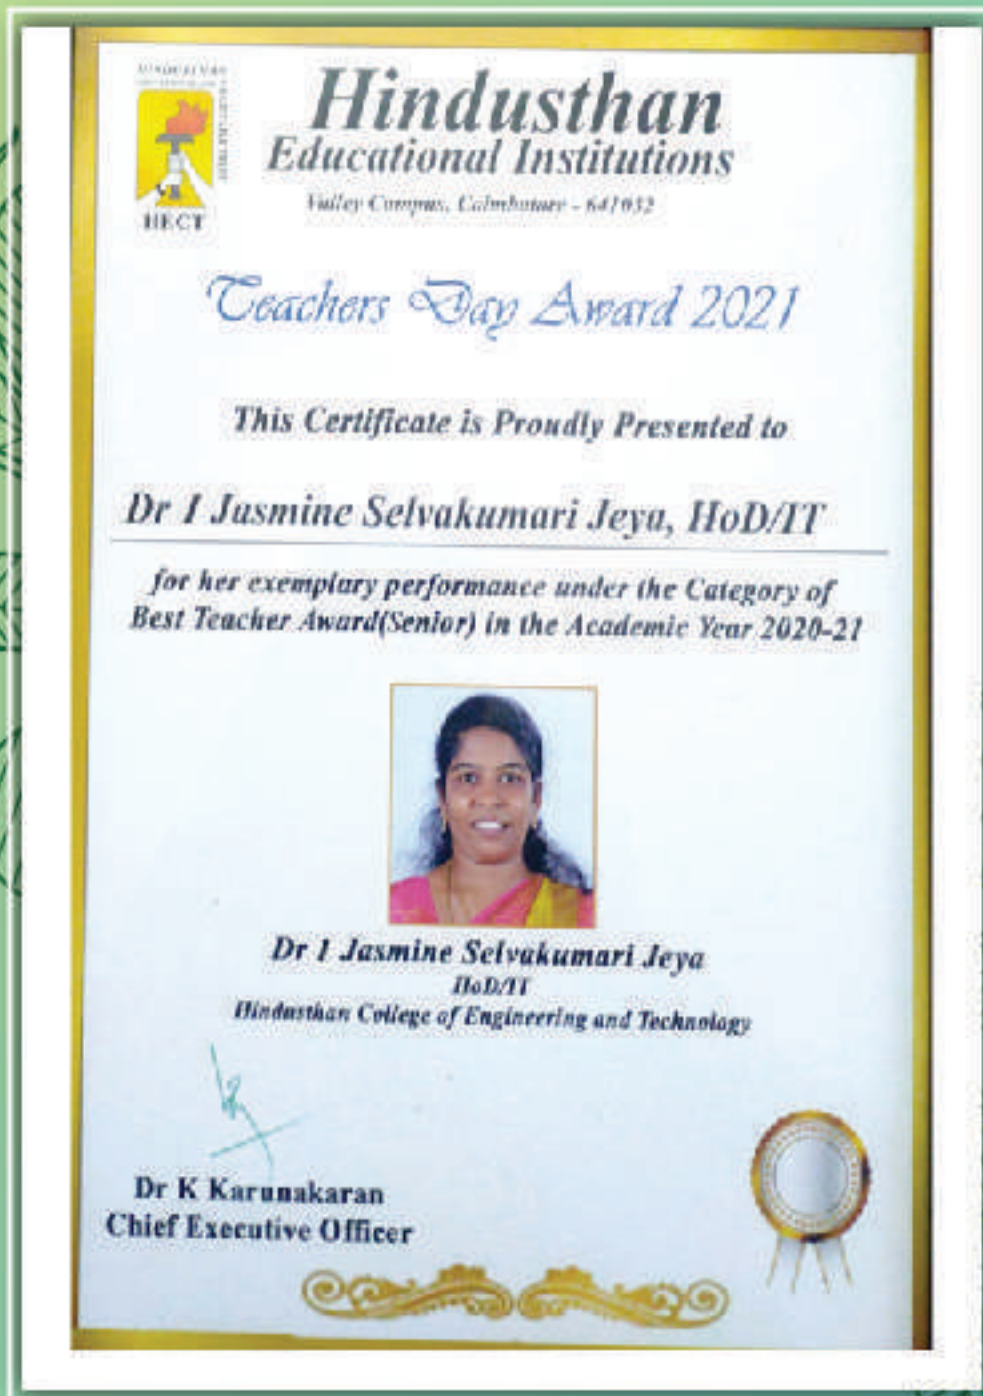 HINDUSTHAN
HECT
Hindusthan
Educational Institutions
Valley Campus, Coimbatore - 641032
Teachers Day Award 2021
This Certificate is Proudly Presented to
Dr I Jasmine Selvakumari Jeya, HoD/IT
for her exemplary performance under the Category of
Best Teacher Award(Senior) in the Academic Year 2020-21
Dr I Jasmine Selvakumari Jeya
HoD/IT
Hindusthan College of Engineering and Technology
Dr K Karunakaran
Chief Executive Officer